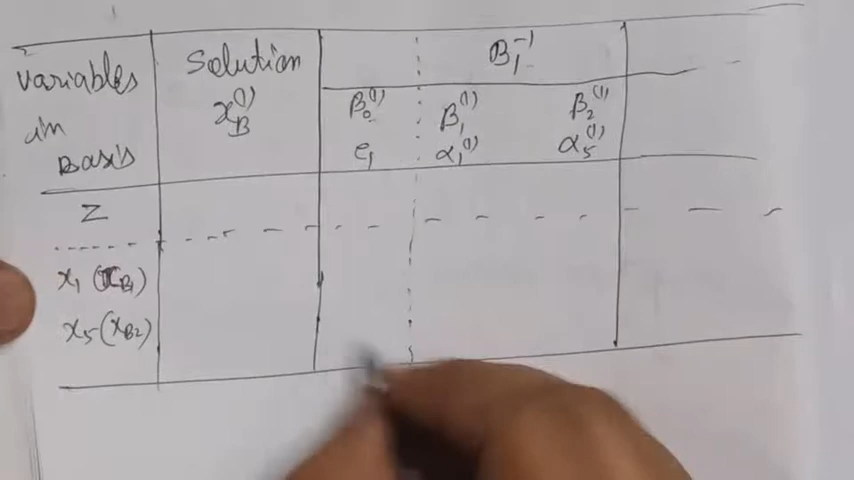 Variables in Basis
Solution x_B^(1)
B_1^-1
β_0^(1) e_1
β_1^(1) α_1^(1)
β_2^(1) α_5^(1)
Z
x_1 (x_B1)
x_5 (x_B2)